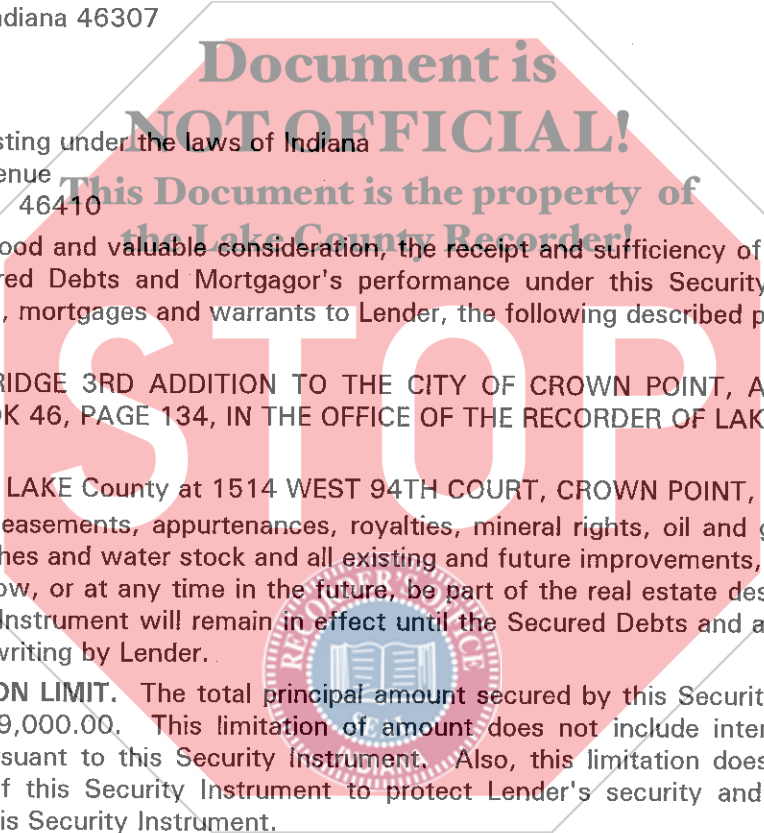 ndiana 46307
Document is
NOT OFFICIAL!
sting under the laws of Indiana
enue
This Document is the property of
46410
the Lake County Recorder!
ood and valuable consideration, the receipt and sufficiency of
red Debts and Mortgagor's performance under this Security
, mortgages and warrants to Lender, the following described p
STOP
RIDGE 3RD ADDITION TO THE CITY OF CROWN POINT, A
OK 46, PAGE 134, IN THE OFFICE OF THE RECORDER OF LAK
LAKE County at 1514 WEST 94TH COURT, CROWN POINT,
easements, appurtenances, royalties, mineral rights, oil and g
hes and water stock and all existing and future improvements,
ow, or at any time in the future, be part of the real estate des
Instrument will remain in effect until the Secured Debts and a
writing by Lender.
RECORDER'S OFFICE
SEAL
INDIANA
ON LIMIT. The total principal amount secured by this Securit
9,000.00. This limitation of amount does not include inter
suant to this Security Instrument. Also, this limitation does
f this Security Instrument to protect Lender's security and
is Security Instrument.